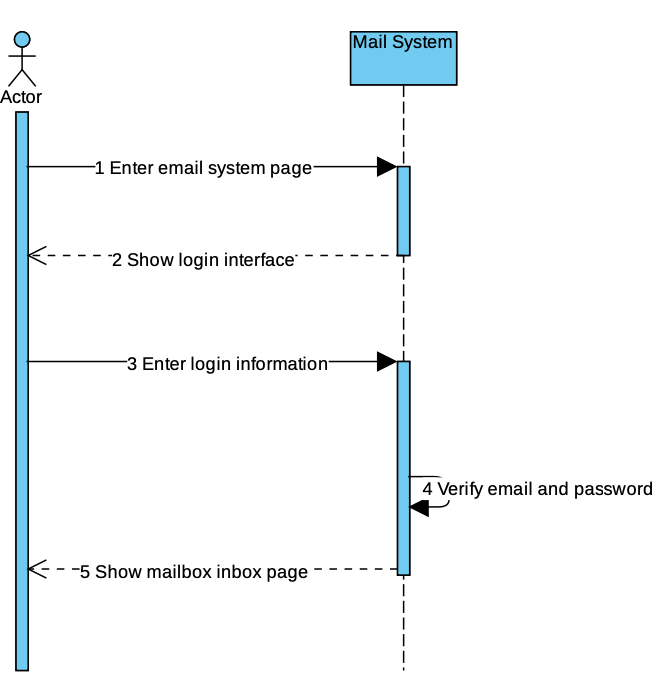 Mail System
Actor
1 Enter email system page
2 Show login interface
3 Enter login information
4 Verify email and password
5 Show mailbox inbox page